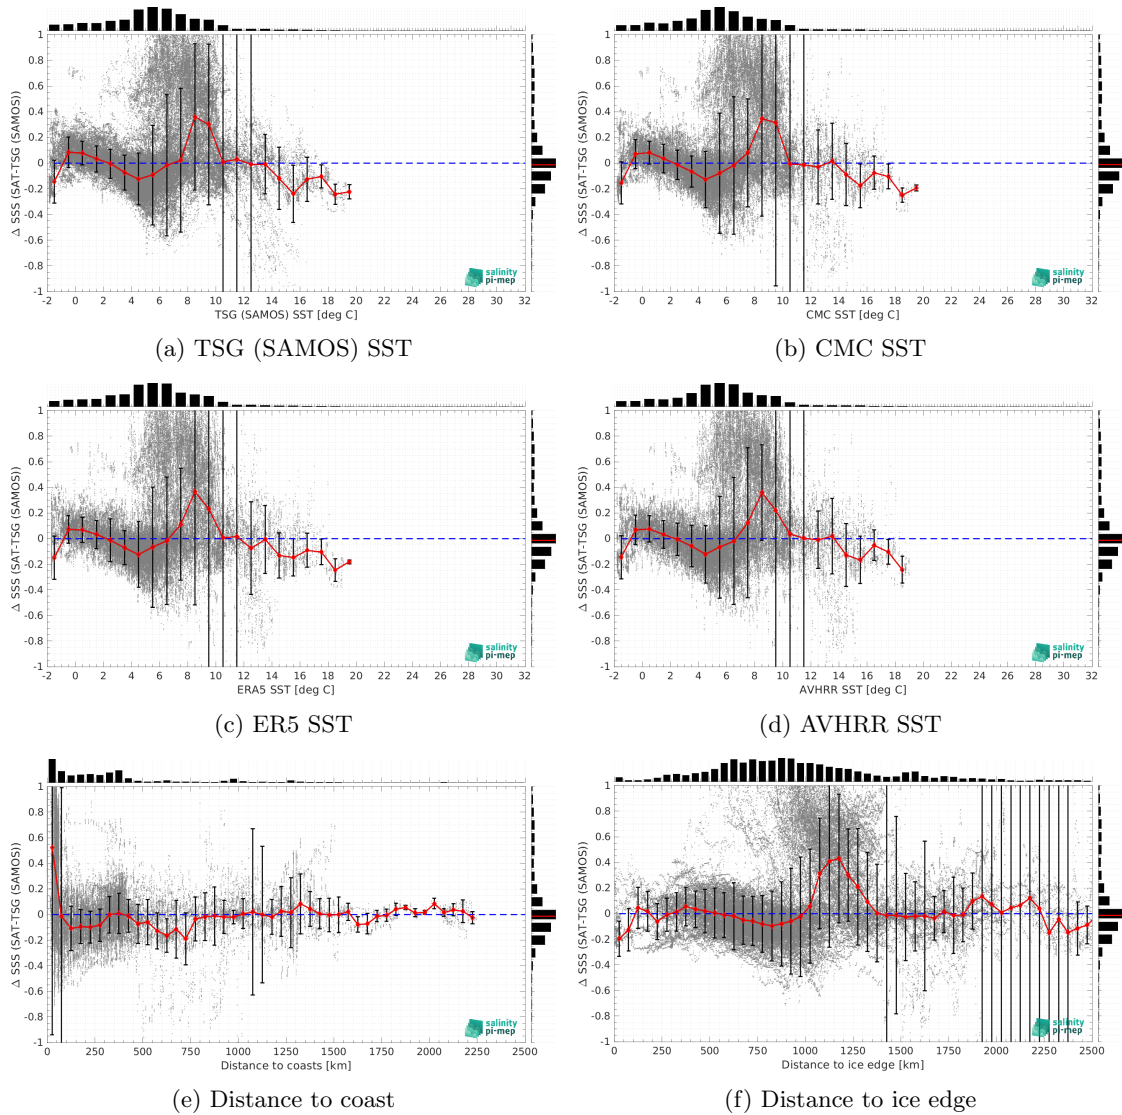 1
0.8
0.6
0.4
0.2
0
-0.2
-0.4
-0.6
-0.8
-1
Δ SSS (SAT-TSG (SAMOS))
-2 0 2 4 6 8 10 12 14 16 18 20 22 24 26 28 30 32
TSG (SAMOS) SST [deg C]
salinity
pi-mep
(a) TSG (SAMOS) SST
1
0.8
0.6
0.4
0.2
0
-0.2
-0.4
-0.6
-0.8
-1
Δ SSS (SAT-TSG (SAMOS))
-2 0 2 4 6 8 10 12 14 16 18 20 22 24 26 28 30 32
CMC SST [deg C]
salinity
pi-mep
(b) CMC SST
1
0.8
0.6
0.4
0.2
0
-0.2
-0.4
-0.6
-0.8
-1
Δ SSS (SAT-TSG (SAMOS))
-2 0 2 4 6 8 10 12 14 16 18 20 22 24 26 28 30 32
ERA5 SST [deg C]
salinity
pi-mep
(c) ER5 SST
1
0.8
0.6
0.4
0.2
0
-0.2
-0.4
-0.6
-0.8
-1
Δ SSS (SAT-TSG (SAMOS))
-2 0 2 4 6 8 10 12 14 16 18 20 22 24 26 28 30 32
AVHRR SST [deg C]
salinity
pi-mep
(d) AVHRR SST
1
0.8
0.6
0.4
0.2
0
-0.2
-0.4
-0.6
-0.8
-1
Δ SSS (SAT-TSG (SAMOS))
0 250 500 750 1000 1250 1500 1750 2000 2250 2500
Distance to coasts [km]
salinity
pi-mep
(e) Distance to coast
1
0.8
0.6
0.4
0.2
0
-0.2
-0.4
-0.6
-0.8
-1
Δ SSS (SAT-TSG (SAMOS))
0 250 500 750 1000 1250 1500 1750 2000 2250 2500
Distance to ice edge [km]
salinity
pi-mep
(f) Distance to ice edge